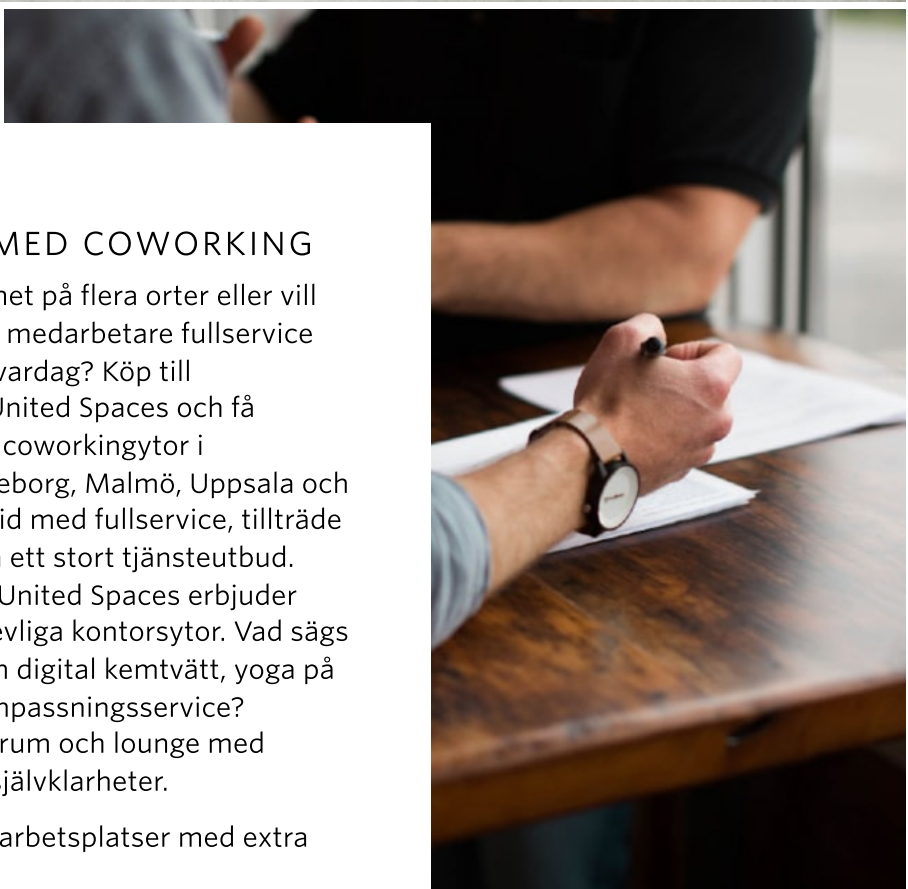 MED COWORKING
het på flera orter eller vill
medarbetare fullservice
vardag? Köp till
United Spaces och få
coworkingytor i
eborg, Malmö, Uppsala och
id med fullservice, tillträde
ett stort tjänsteutbud.
United Spaces erbjuder
evliga kontorsytor. Vad sägs
digital kemtvätt, yoga på
npassningsservice?
rum och lounge med
självklarheter.
arbetsplatser med extra